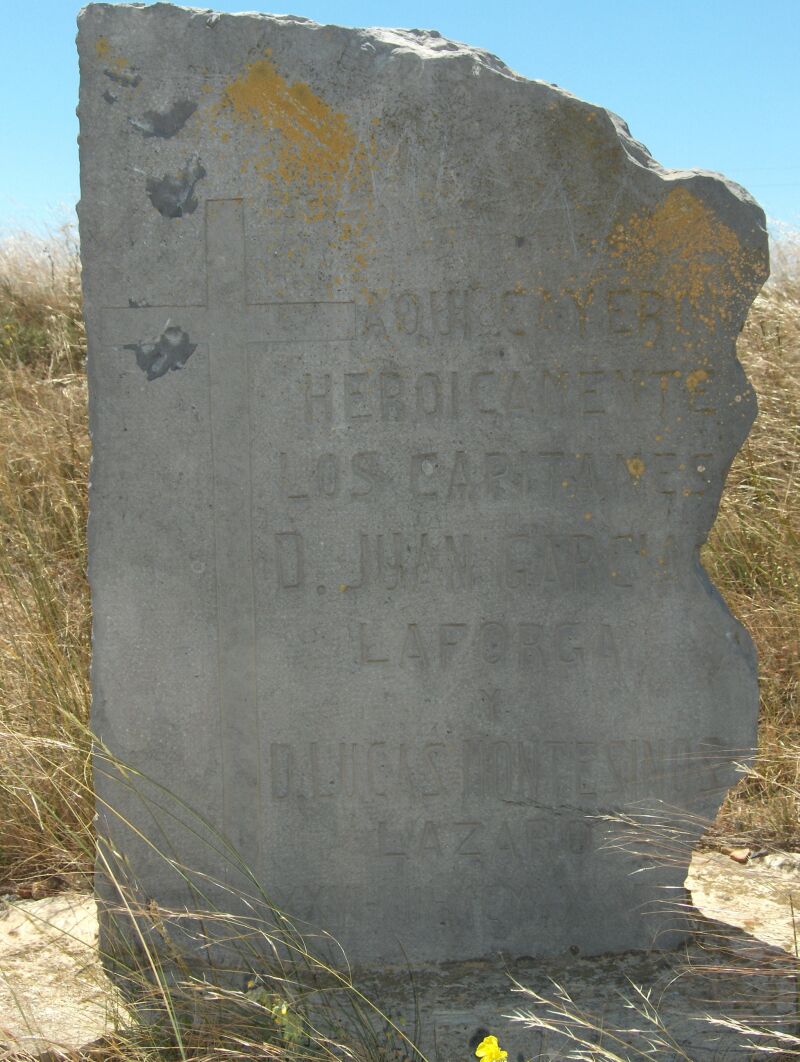 AQUI CAYERON
HEROICAMENTE
LOS CAPITANES
D. JUAN GARCIA
LAFORGA
Y
D. LUCAS MONTESINOS
LAZARO